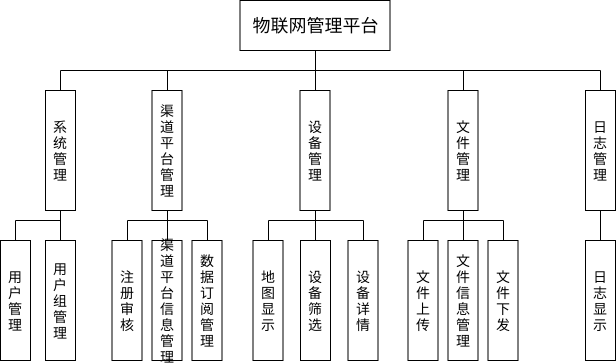 物联网管理平台
系统管理
渠道平台管理
设备管理
文件管理
日志管理
用户管理
用户组管理
注册审核
渠道平台信息管理
数据订阅管理
地图显示
设备筛选
设备详情
文件上传
文件信息管理
文件下发
日志显示